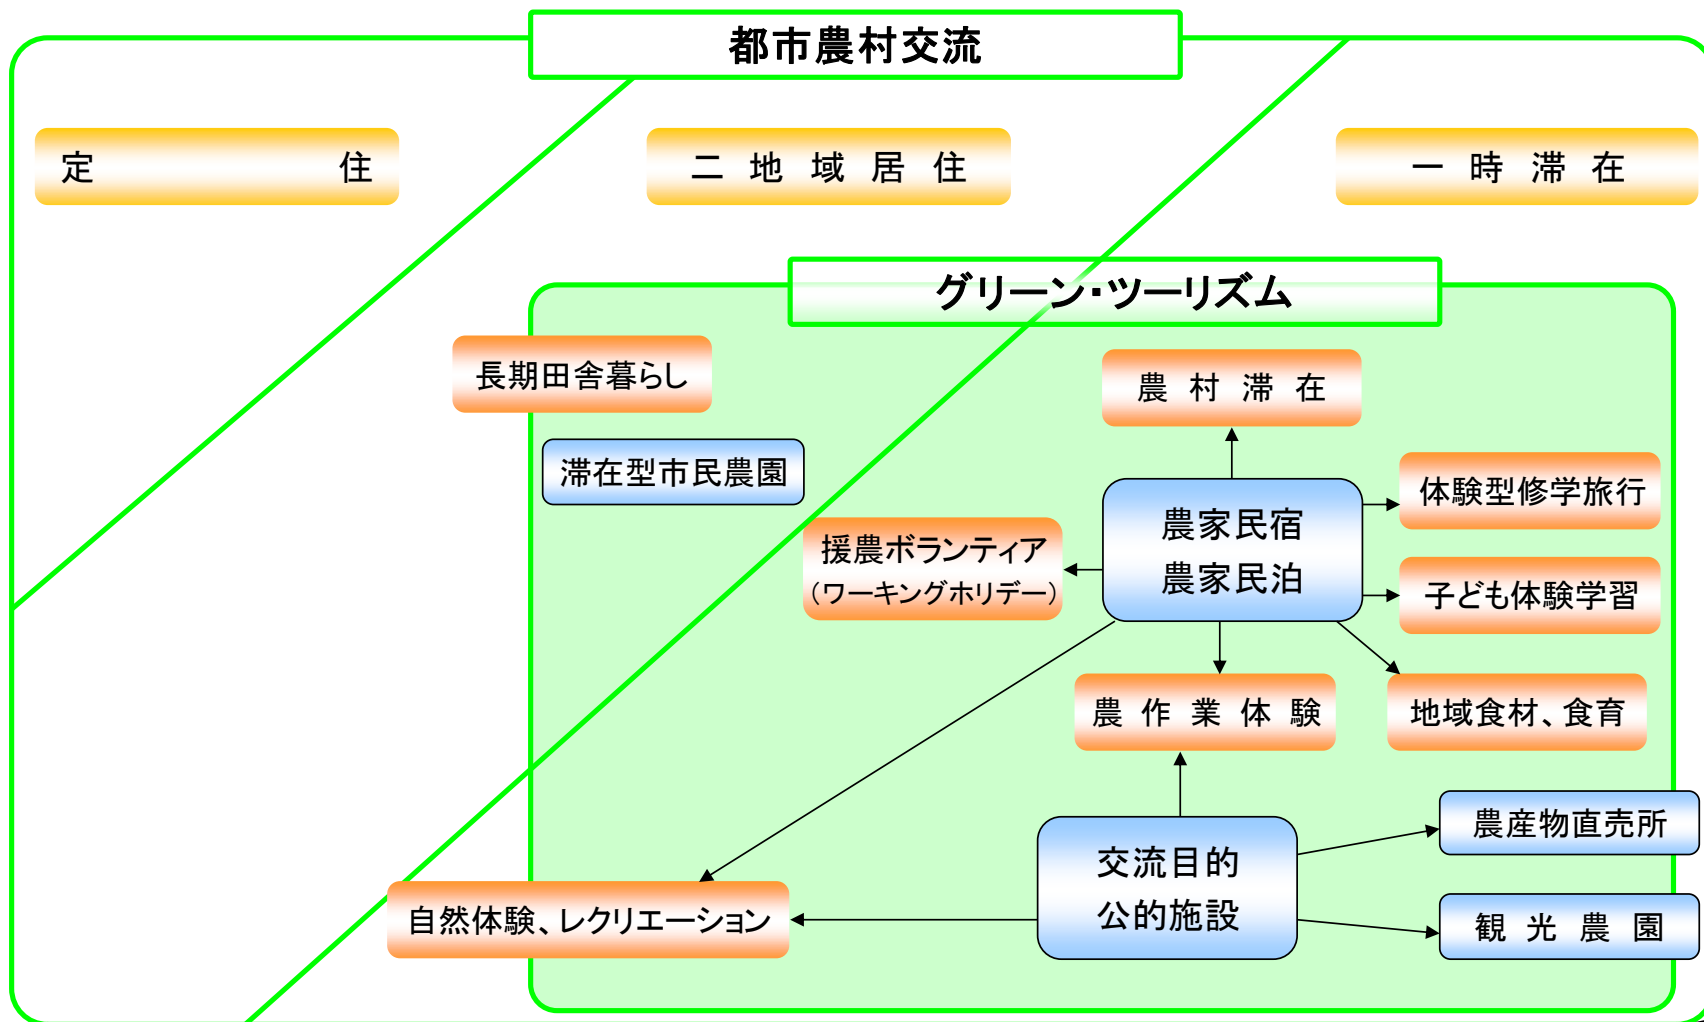 都市農村交流
定住
二地域居住
一時滞在
グリーン・ツーリズム
長期田舎暮らし
農村滞在
滞在型市民農園
体験型修学旅行
農家民宿
農家民泊
援農ボランティア
(ワーキングホリデー)
子ども体験学習
農作業体験
地域食材、食育
農産物直売所
交流目的
公的施設
自然体験、レクリエーション
観光農園